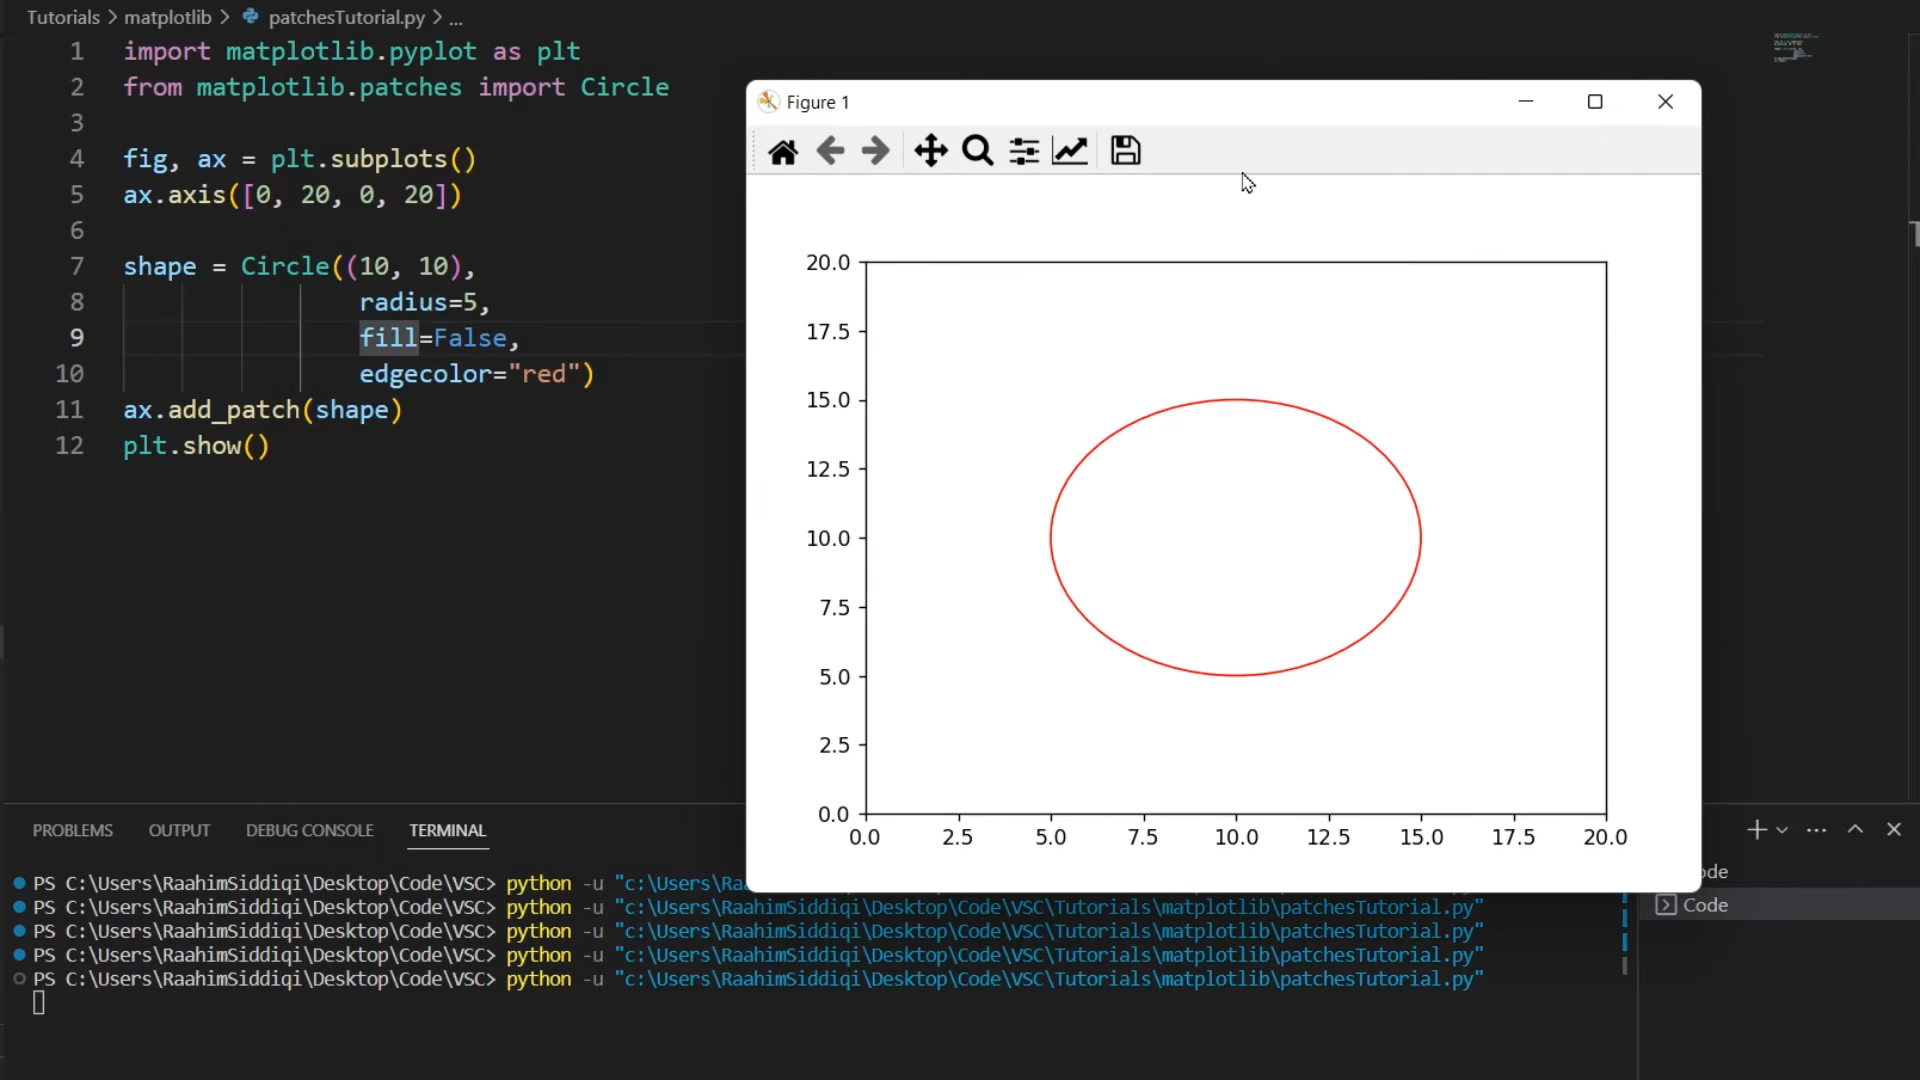 Tutorials > matplotlib > patchesTutorial.py > ...
1 import matplotlib.pyplot as plt
2 from matplotlib.patches import Circle
3
4 fig, ax = plt.subplots()
5 ax.axis([0, 20, 0, 20])
6
7 shape = Circle((10, 10),
8 radius=5,
9 fill=False,
10 edgecolor="red")
11 ax.add_patch(shape)
12 plt.show()
Figure 1
20.0
17.5
15.0
12.5
10.0
7.5
5.0
2.5
0.0
0.0 2.5 5.0 7.5 10.0 12.5 15.0 17.5 20.0
PROBLEMS OUTPUT DEBUG CONSOLE TERMINAL
PS C:\Users\RaahimSiddiqi\Desktop\Code\VSC> python -u "c:\Users\Raa
PS C:\Users\RaahimSiddiqi\Desktop\Code\VSC> python -u "c:\Users\RaahimSiddiqi\Desktop\Code\VSC\Tutorials\matplotlib\patchesTutorial.py"
PS C:\Users\RaahimSiddiqi\Desktop\Code\VSC> python -u "c:\Users\RaahimSiddiqi\Desktop\Code\VSC\Tutorials\matplotlib\patchesTutorial.py"
PS C:\Users\RaahimSiddiqi\Desktop\Code\VSC> python -u "c:\Users\RaahimSiddiqi\Desktop\Code\VSC\Tutorials\matplotlib\patchesTutorial.py"
PS C:\Users\RaahimSiddiqi\Desktop\Code\VSC> python -u "c:\Users\RaahimSiddiqi\Desktop\Code\VSC\Tutorials\matplotlib\patchesTutorial.py"
ode
Code